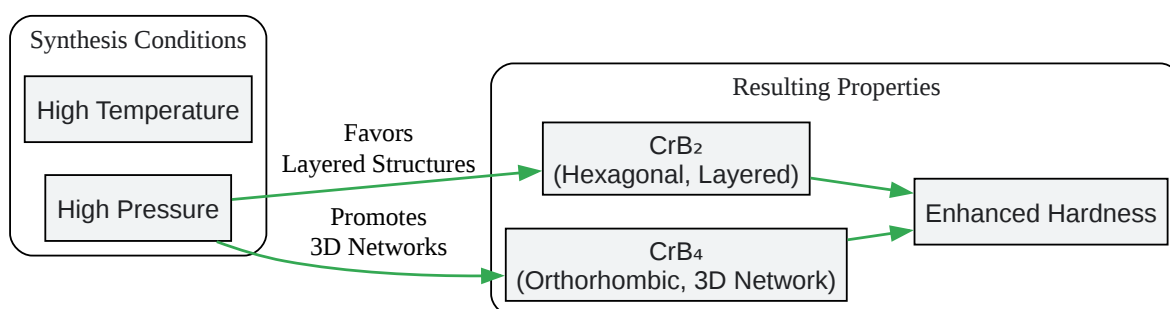 Synthesis Conditions
High Temperature
High Pressure
Favors
Layered Structures
Promotes
3D Networks
Resulting Properties
CrB₂
(Hexagonal, Layered)
CrB₄
(Orthorhombic, 3D Network)
Enhanced Hardness